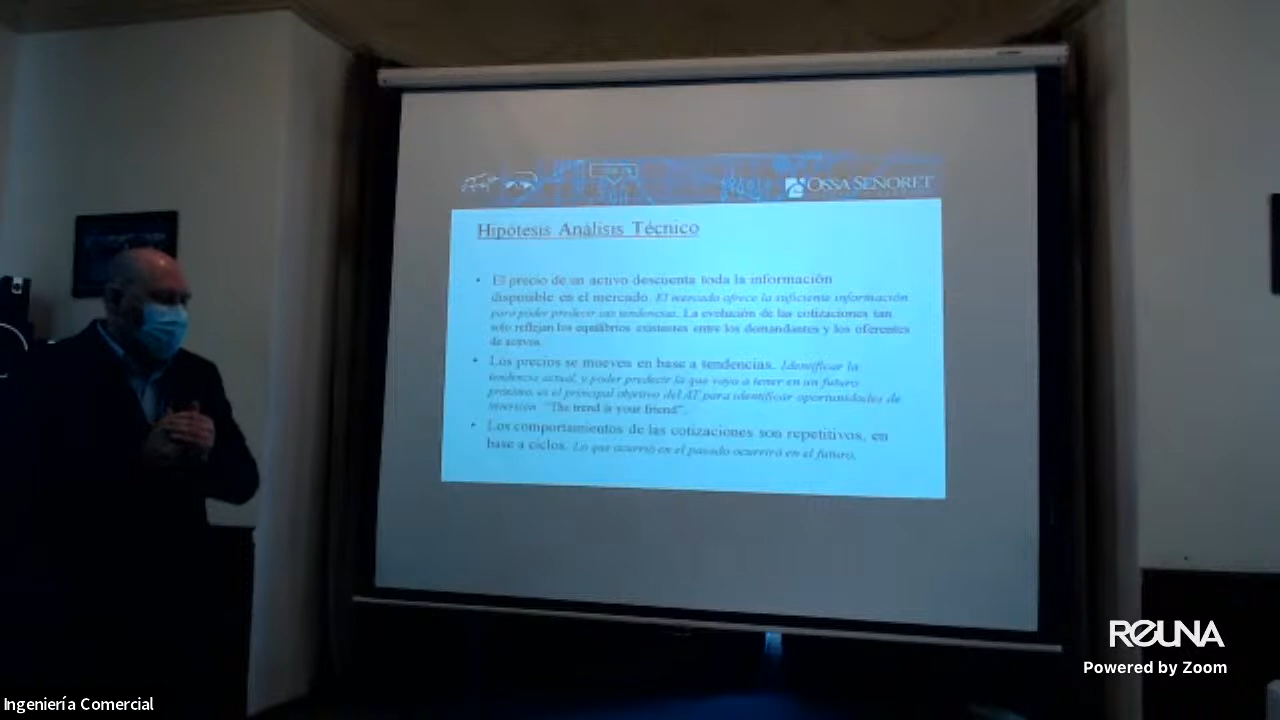 OSSA SEÑORET
Hipótesis Análisis Técnico
• El precio de un activo descuenta toda la información
disponible en el mercado. El mercado ofrece la suficiente información
para poder predecir sus tendencias. La evolución de las cotizaciones tan
solo reflejan los equilibrios existentes entre los demandantes y los oferentes
de activos.
• Los precios se mueven en base a tendencias. Identificar la
tendencia actual, y poder predecir la que vaya a tener en un futuro
próximo, es el principal objetivo del AT para identificar oportunidades de
inversión. "The trend is your friend".
• Los comportamientos de las cotizaciones son repetitivos, en
base a ciclos. Lo que ocurrió en el pasado ocurrirá en el futuro.
REUNA
Powered by Zoom
Ingeniería Comercial